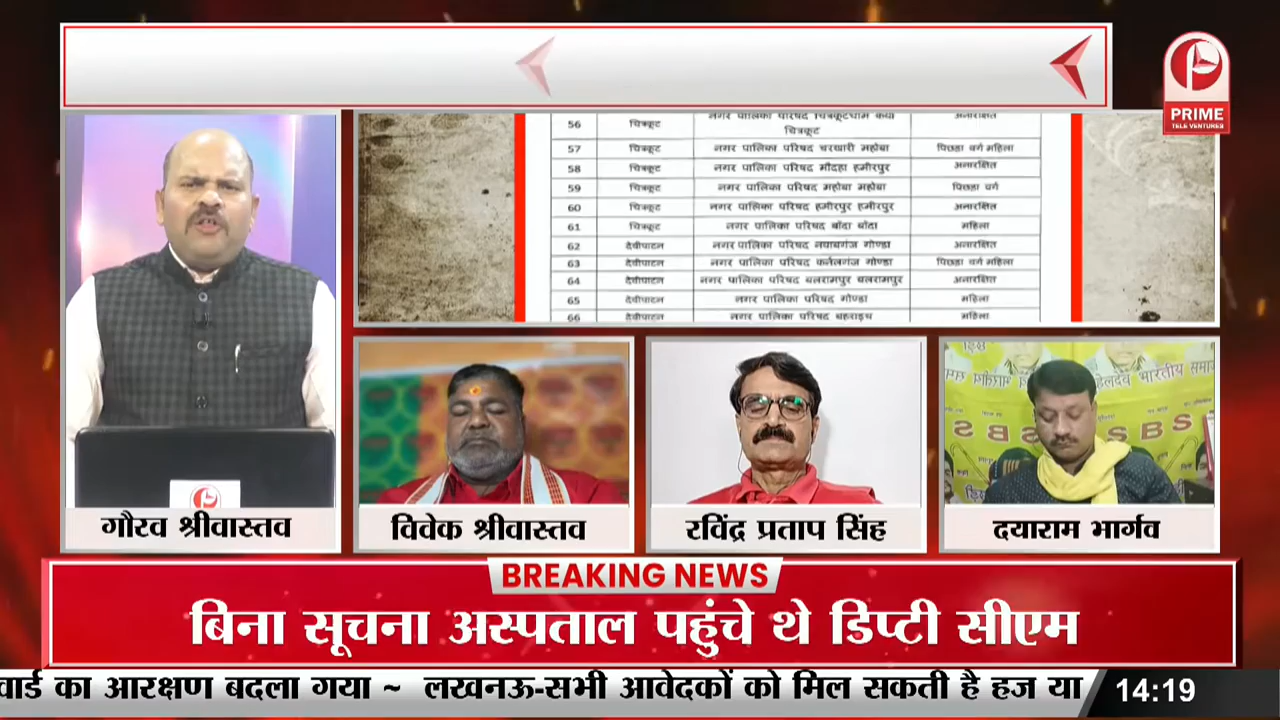 PRIME
TELE VENTURES
56 चित्रकूट नगर पालिका परिषद चित्रकूटधाम कर्वी चित्रकूट अनारक्षित
57 चित्रकूट नगर पालिका परिषद चरखारी महोबा पिछडा वर्ग महिला
58 चित्रकूट नगर पालिका परिषद मौदहा हमीरपुर अनारक्षित
59 चित्रकूट नगर पालिका परिषद महोबा महोबा पिछडा वर्ग
60 चित्रकूट नगर पालिका परिषद हमीरपुर हमीरपुर अनारक्षित
61 चित्रकूट नगर पालिका परिषद बाँदा बाँदा महिला
62 देवीपाटन नगर पालिका परिषद नवाबगंज गोण्डा अनारक्षित
63 देवीपाटन नगर पालिका परिषद कर्नलगंज गोण्डा पिछडा वर्ग महिला
64 देवीपाटन नगर पालिका परिषद बलरामपुर बलरामपुर अनारक्षित
65 देवीपाटन नगर पालिका परिषद गोण्डा महिला
66 देवीपाटन नगर पालिका परिषद बहराइच महिला
भारतीय समाज
SBS
SBS
गौरव श्रीवास्तव
विवेक श्रीवास्तव
रविंद्र प्रताप सिंह
दयाराम भार्गव
BREAKING NEWS
बिना सूचना अस्पताल पहुंचे थे डिप्टी सीएम
वार्ड का आरक्षण बदला गया ~ लखनऊ-सभी आवेदकों को मिल सकती है हज या
14:19